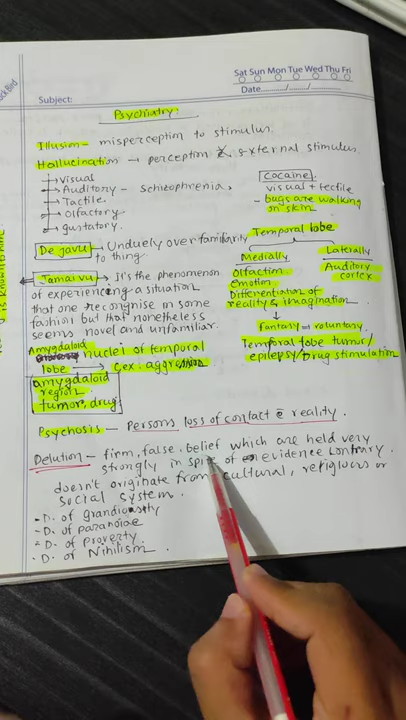 Sat Sun Mon Tue Wed Thu Fri
Subject:
Date............/........./............
Psychiatry:
Illusion - misperception to stimulus.
Hallucination → perception external stimulus
→ visual
→ Auditory - Schizophrenia,
→ Tactile.
→ Olfactory
→ gustatory.
cocaine
visual + tectile
- bugs are walking
on skin
De javu → Unduely over familiarity
to thing.
Jamai vu → It's the phenomenon
of experiencing a situation
that one recognise in some
fashion but that nonetheless
seems novel and unfamiliar.
Temporal lobe
Medially
Olfaction.
emotion
Differentiation of
reality & imagination
↓
fantasy = voluntary.
Laterally
Auditory
cortex
Temporal lobe tumor/
epilepsy/Drug stimulation
Amygdaloid nuclei of temporal
lobe → Gex: aggression
amygdaloid
region.
tumor, drug
Psychosis - Persons loss of contact c̄ reality.
Delution - firm, false, belief which are held very
strongly in spite of evidence contrary.
doesn't originate from cultural, religious or
social system.
- D. of grandiosity
- D. of paranoiae
- D. of proverty.
- D. of Nihilism.